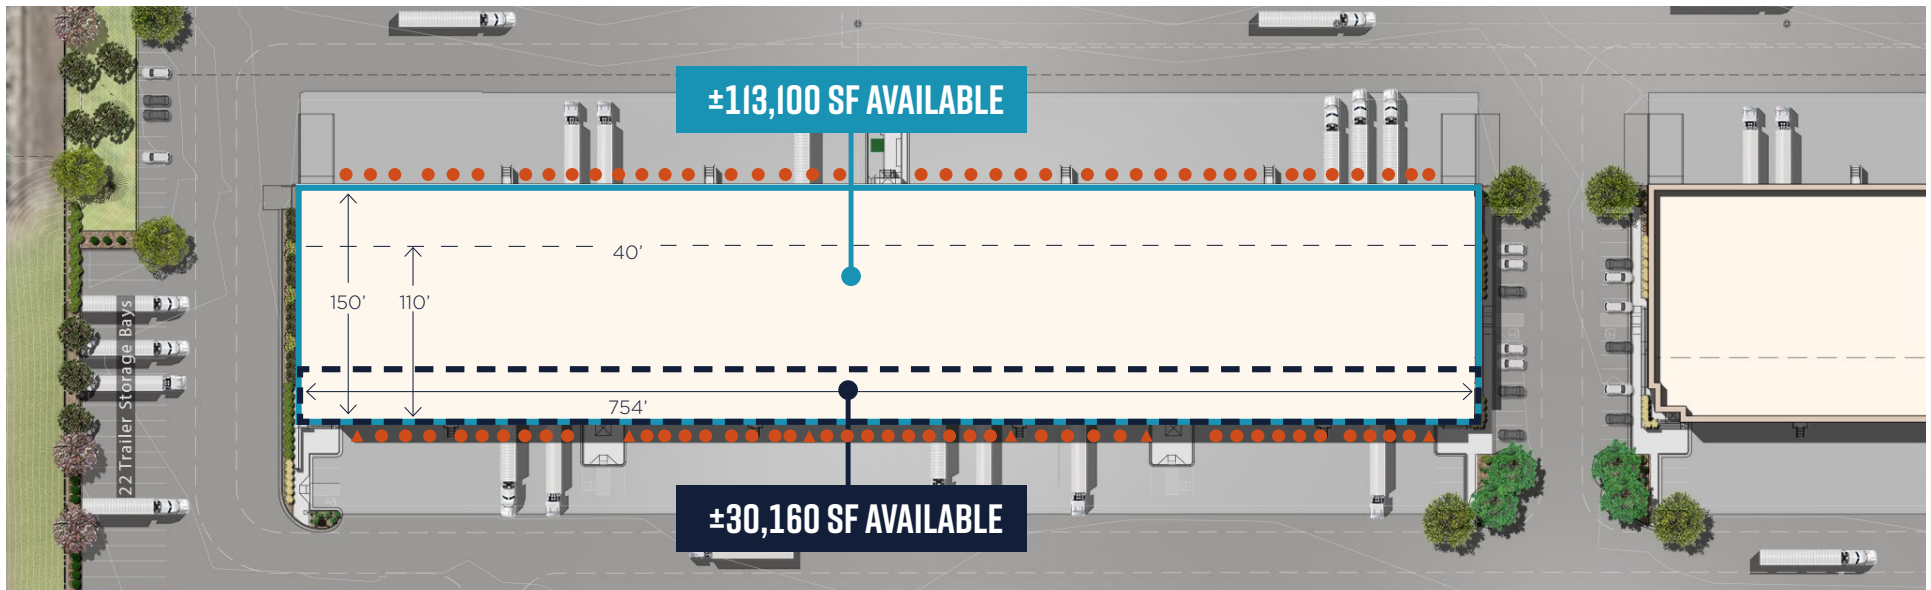 ±113,100 SF AVAILABLE
40’
150’
110’
754’
22 Trailer Storage Bays
±30,160 SF AVAILABLE